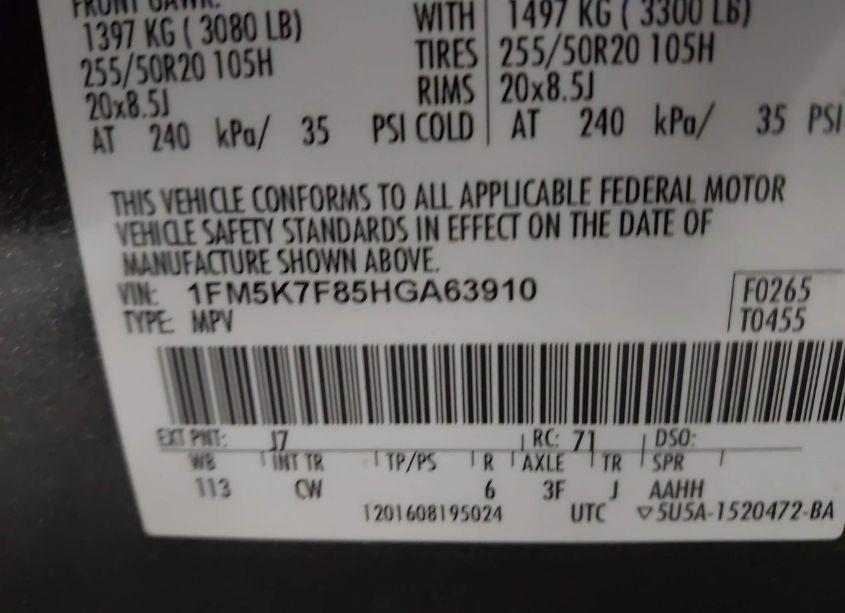 FRONT GAWR:
1397 KG ( 3080 LB) WITH 1497 KG ( 3300 LB)
255/50R20 105H TIRES 255/50R20 105H
20x8.5J RIMS 20x8.5J
AT 240 kPa/ 35 PSI COLD AT 240 kPa/ 35 PSI
THIS VEHICLE CONFORMS TO ALL APPLICABLE FEDERAL MOTOR
VEHICLE SAFETY STANDARDS IN EFFECT ON THE DATE OF
MANUFACTURE SHOWN ABOVE.
VIN: 1FM5K7F85HGA63910 F0265
TYPE: MPV T0455
EXT PNT: J7 RC: 71 DSO:
WB INT TR TP/PS R AXLE TR SPR
113 CW 6 3F J AAHH
1201608195024 UTC ▽5U5A-1520472-BA